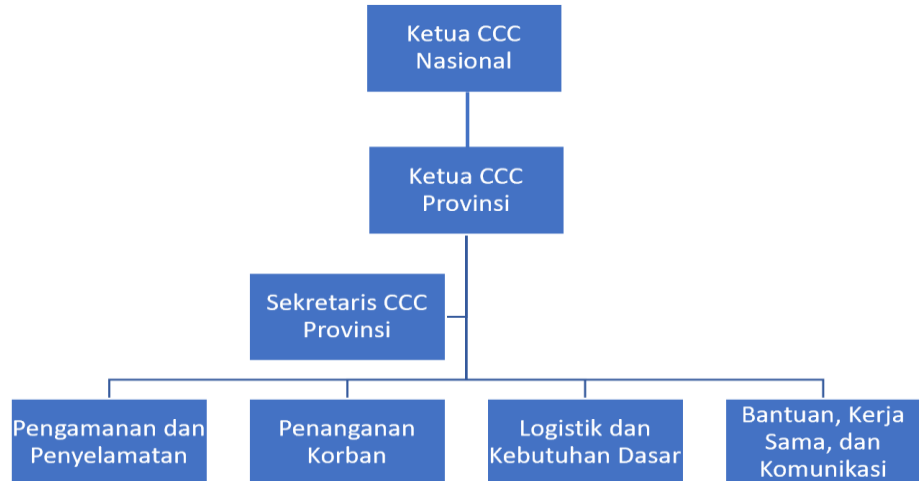 Ketua CCC
Nasional
Ketua CCC
Provinsi
Sekretaris CCC
Provinsi
Pengamanan dan
Penyelamatan
Penanganan
Korban
Logistik dan
Kebutuhan Dasar
Bantuan, Kerja
Sama, dan
Komunikasi